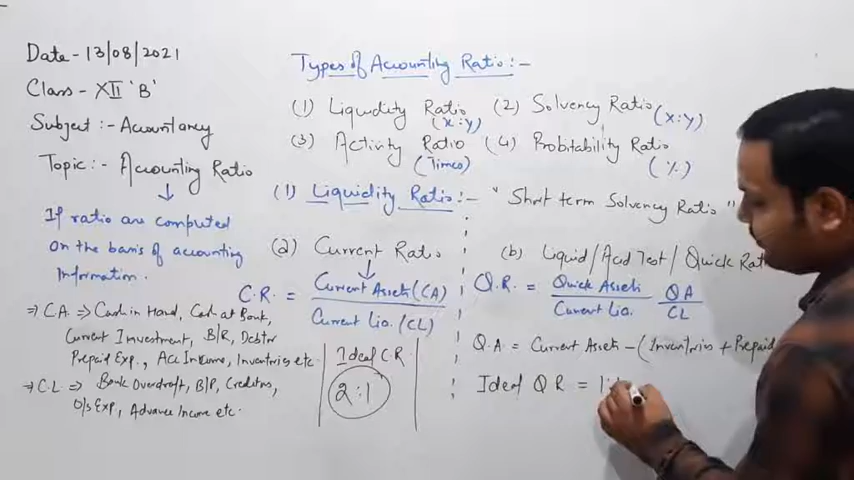 Date- 13/08/2021
Class- XII 'B'
Subject:- Accountancy
Topic:- Accounting Ratio
If ratio are computed
on the basis of accounting
Information.
⇒ CA ⇒ Cash in Hand, Cash at Bank,
Current Investment, B/R, Debtor
Prepaid Exp., Acc Income, Inventories etc
⇒ C.L ⇒ Bank Overdraft, B/P, Creditors,
O/s Exp, Advance Income etc.
Types of Accounting Ratio:-
(1) Liquidity Ratio (x:y) (2) Solvency Ratio (x:y)
(3) Activity Ratio (Times) (4) Probitability Ratio (%)
(1) Liquidity Ratio:- "Short term Solvency Ratio"
(a) Current Ratio
C.R. = Current Assets (CA)
Current Lia. (CL)
Ideal C.R
2:1
(b) Liquid/Acid Test/Quick
Q.R. = Quick Assets QA
Current Lia. CL
Q.A = Current Assets - (Inventories + Prepaid
Ideal Q R = 1: